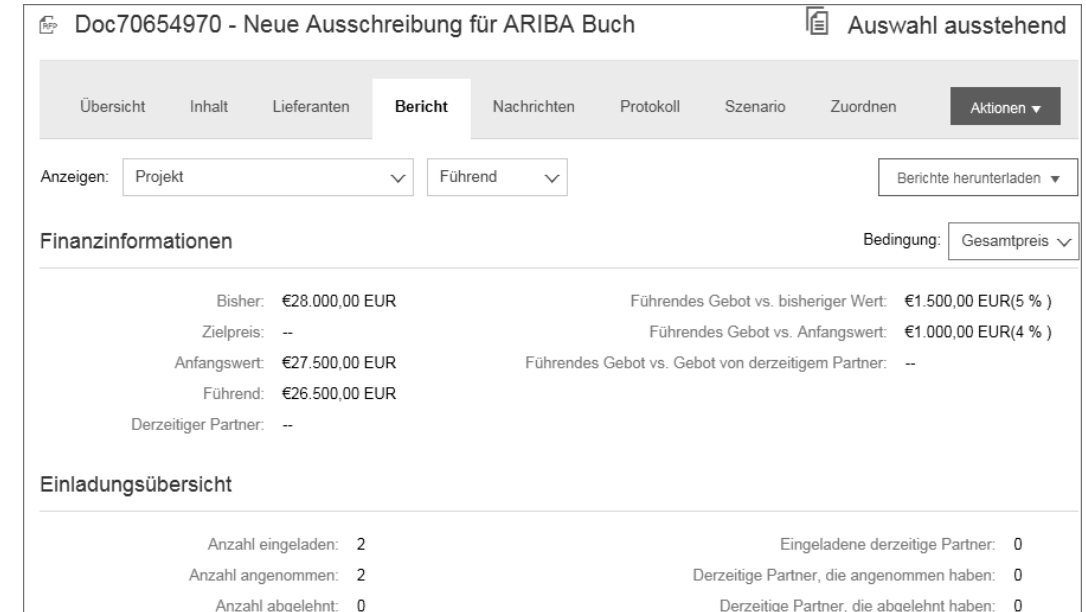 RFP Doc70654970 - Neue Ausschreibung für ARIBA Buch Auswahl ausstehend
Übersicht Inhalt Lieferanten Bericht Nachrichten Protokoll Szenario Zuordnen Aktionen
Anzeigen: Projekt Führend Berichte herunterladen
Finanzinformationen Bedingung: Gesamtpreis
Bisher: €28.000,00 EUR Führendes Gebot vs. bisheriger Wert: €1.500,00 EUR(5 % )
Zielpreis: -- Führendes Gebot vs. Anfangswert: €1.000,00 EUR(4 % )
Anfangswert: €27.500,00 EUR Führendes Gebot vs. Gebot von derzeitigem Partner: --
Führend: €26.500,00 EUR
Derzeitiger Partner: --
Einladungsübersicht
Anzahl eingeladen: 2 Eingeladene derzeitige Partner: 0
Anzahl angenommen: 2 Derzeitige Partner, die angenommen haben: 0
Anzahl abgelehnt: 0 Derzeitige Partner, die abgelehnt haben: 0